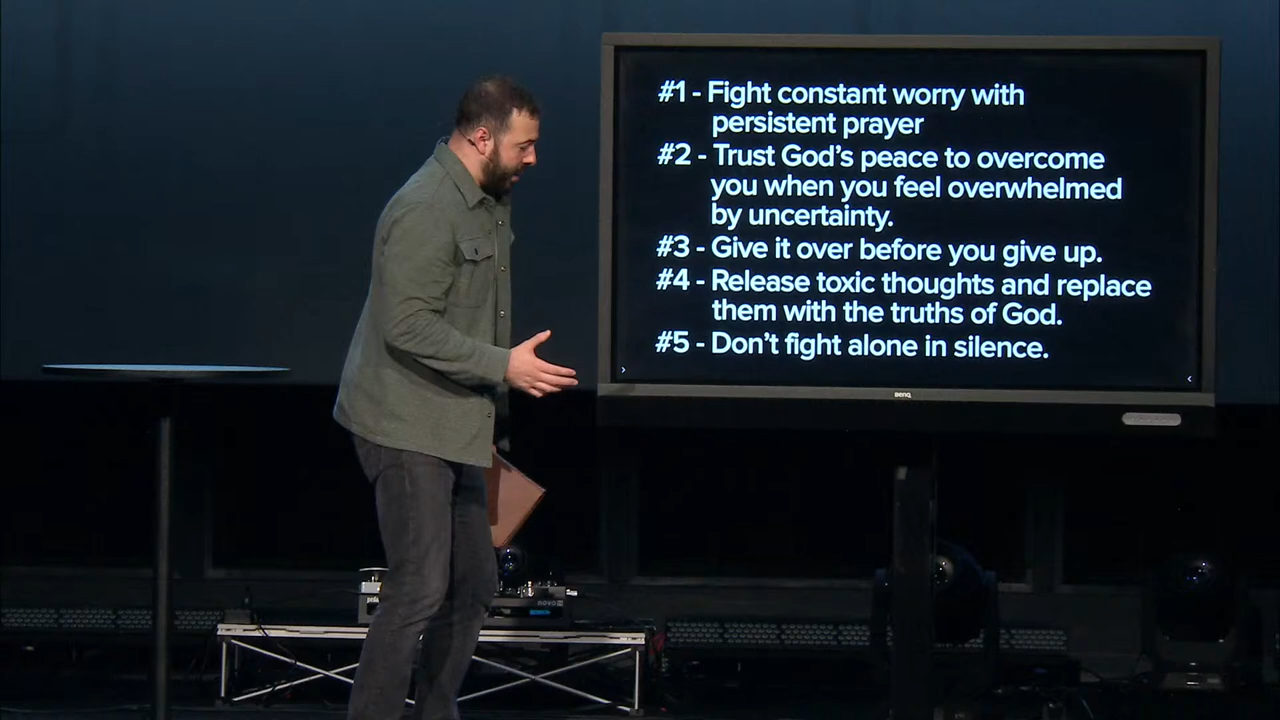 #1 - Fight constant worry with
persistent prayer
#2 - Trust God's peace to overcome
you when you feel overwhelmed
by uncertainty.
#3 - Give it over before you give up.
#4 - Release toxic thoughts and replace
them with the truths of God.
#5 - Don't fight alone in silence.
BenQ
novo